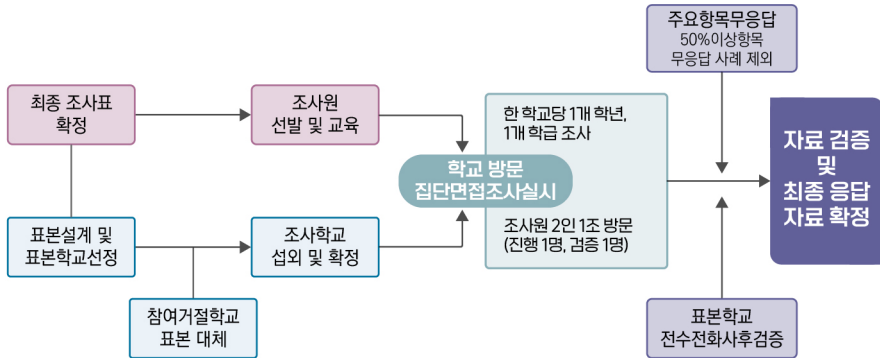 주요항목무응답
50%이상항목
무응답 사례 제외
최종 조사표
확정
조사원
선발 및 교육
한 학교당 1개 학년,
1개 학급 조사
학교 방문
집단면접조사실시
조사원 2인 1조 방문
(진행 1명, 검증 1명)
자료 검증
및
최종 응답
자료 확정
표본설계 및
표본학교선정
조사학교
섭외 및 확정
참여거절학교
표본 대체
표본학교
전수전화사후검증